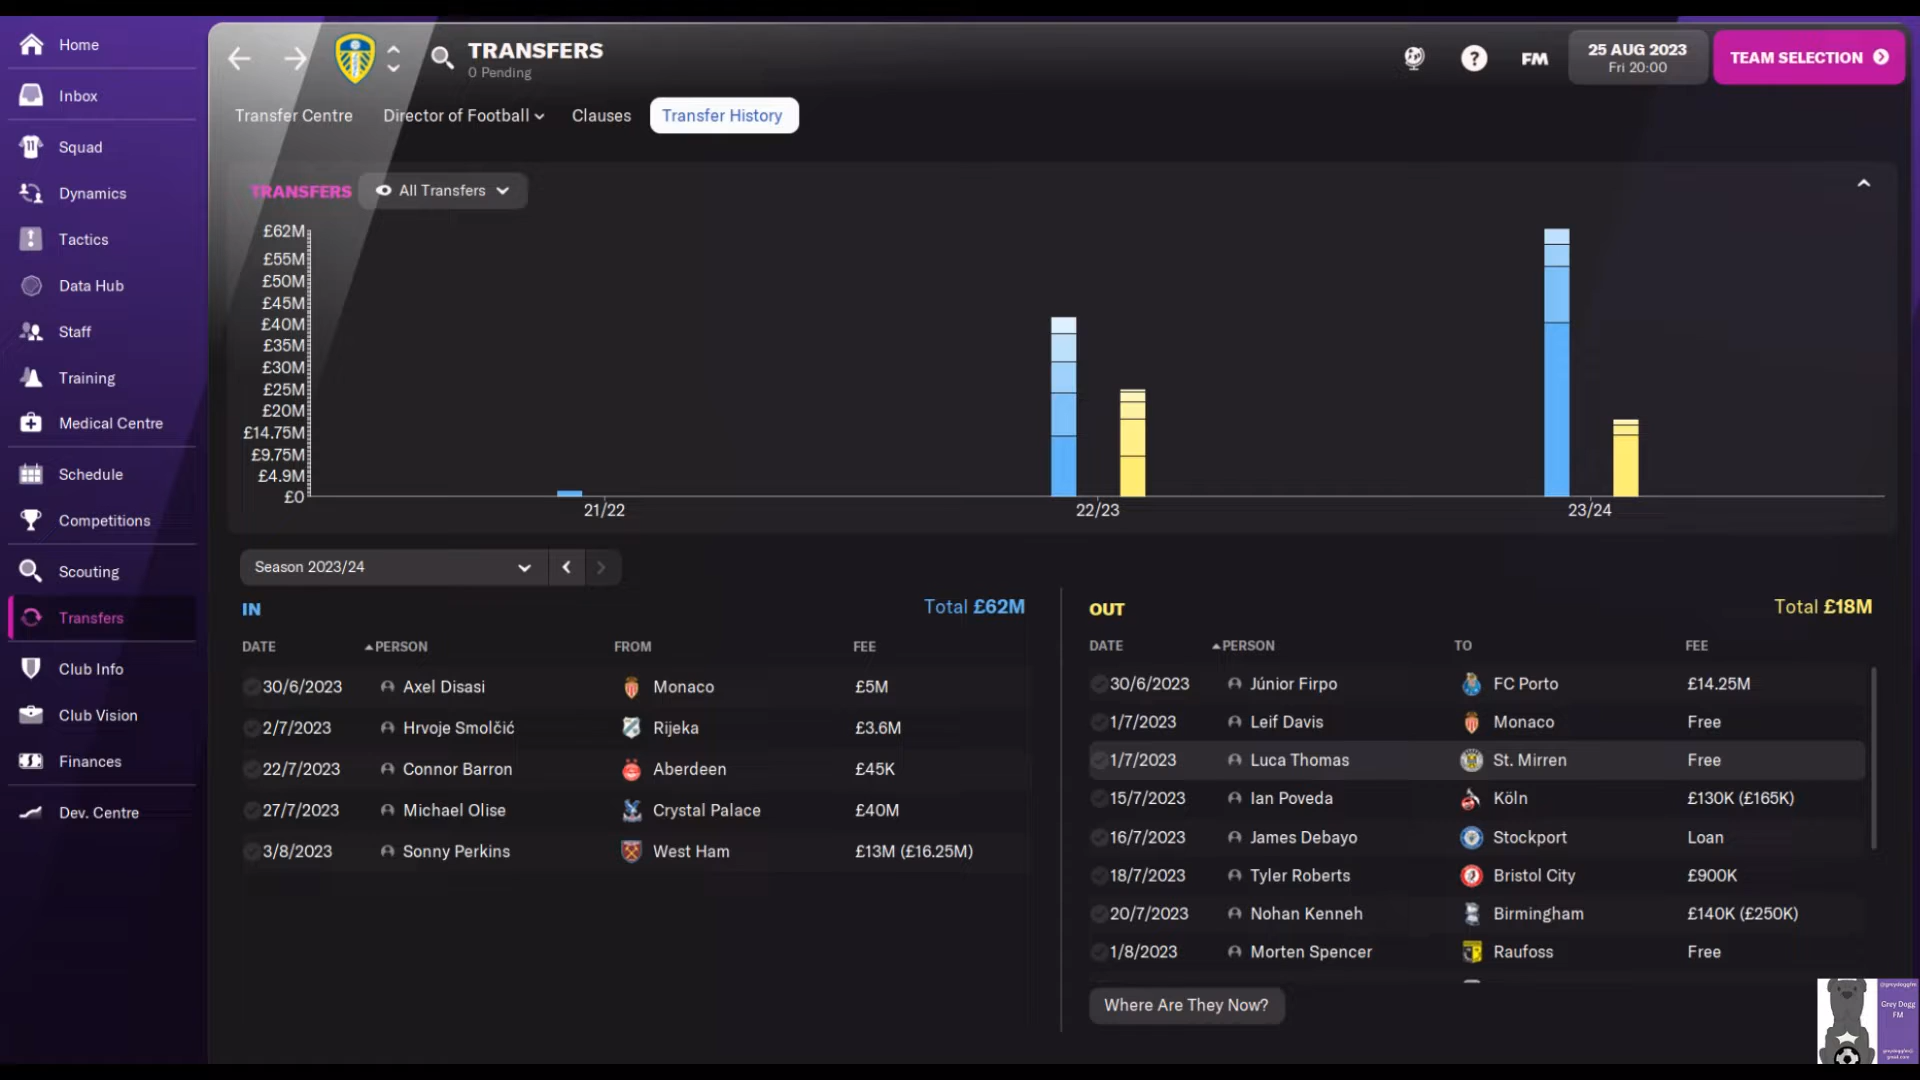 Home
Inbox
Squad
Dynamics
Tactics
Data Hub
Staff
Training
Medical Centre
Schedule
Competitions
Scouting
Transfers
Club Info
Club Vision
Finances
Dev. Centre
TRANSFERS
0 Pending
FM
25 AUG 2023
Fri 20:00
TEAM SELECTION
Transfer Centre Director of Football Clauses Transfer History
TRANSFERS All Transfers
£62M
£55M
£50M
£45M
£40M
£35M
£30M
£25M
£20M
£14.75M
£9.75M
£4.9M
£0
21/22 22/23 23/24
Season 2023/24
IN Total £62M
DATE PERSON FROM FEE
30/6/2023 Axel Disasi Monaco £5M
2/7/2023 Hrvoje Smolčić Rijeka £3.6M
22/7/2023 Connor Barron Aberdeen £45K
27/7/2023 Michael Olise Crystal Palace £40M
3/8/2023 Sonny Perkins West Ham £13M (£16.25M)
OUT Total £18M
DATE PERSON TO FEE
30/6/2023 Júnior Firpo FC Porto £14.25M
1/7/2023 Leif Davis Monaco Free
1/7/2023 Luca Thomas St. Mirren Free
15/7/2023 Ian Poveda Köln £130K (£165K)
16/7/2023 James Debayo Stockport Loan
18/7/2023 Tyler Roberts Bristol City £900K
20/7/2023 Nohan Kenneh Birmingham £140K (£250K)
1/8/2023 Morten Spencer Raufoss Free
Where Are They Now?
Grey Dogg
FM